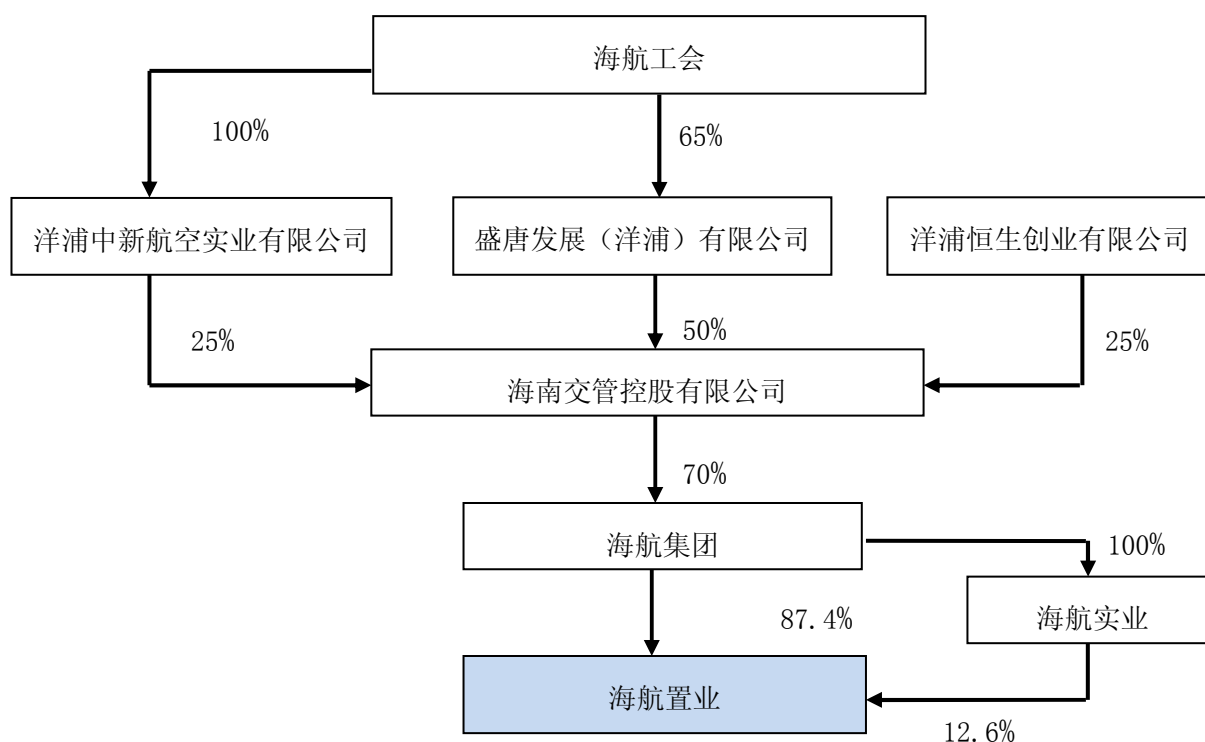 海航工会
100%
65%
洋浦中新航空实业有限公司
盛唐发展（洋浦）有限公司
洋浦恒生创业有限公司
25%
50%
25%
海南交管控股有限公司
70%
海航集团
100%
87.4%
海航实业
海航置业
12.6%